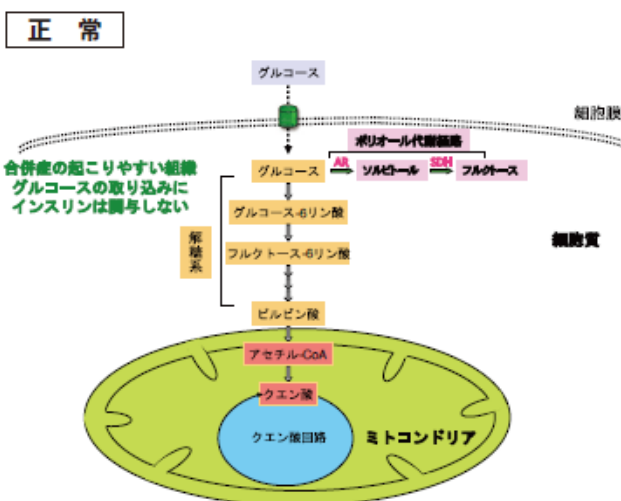 正 常
グルコース
細胞膜
ポリオール代謝経路
合併症の起こりやすい組織
グルコースの取り込みに
インスリンは関与しない
グルコース
AR
ソルビトール
SDH
フルクトース
グルコース-6リン酸
解糖系
フルクトース-6リン酸
細胞質
ピルビン酸
アセチル-CoA
クエン酸
クエン酸回路
ミトコンドリア